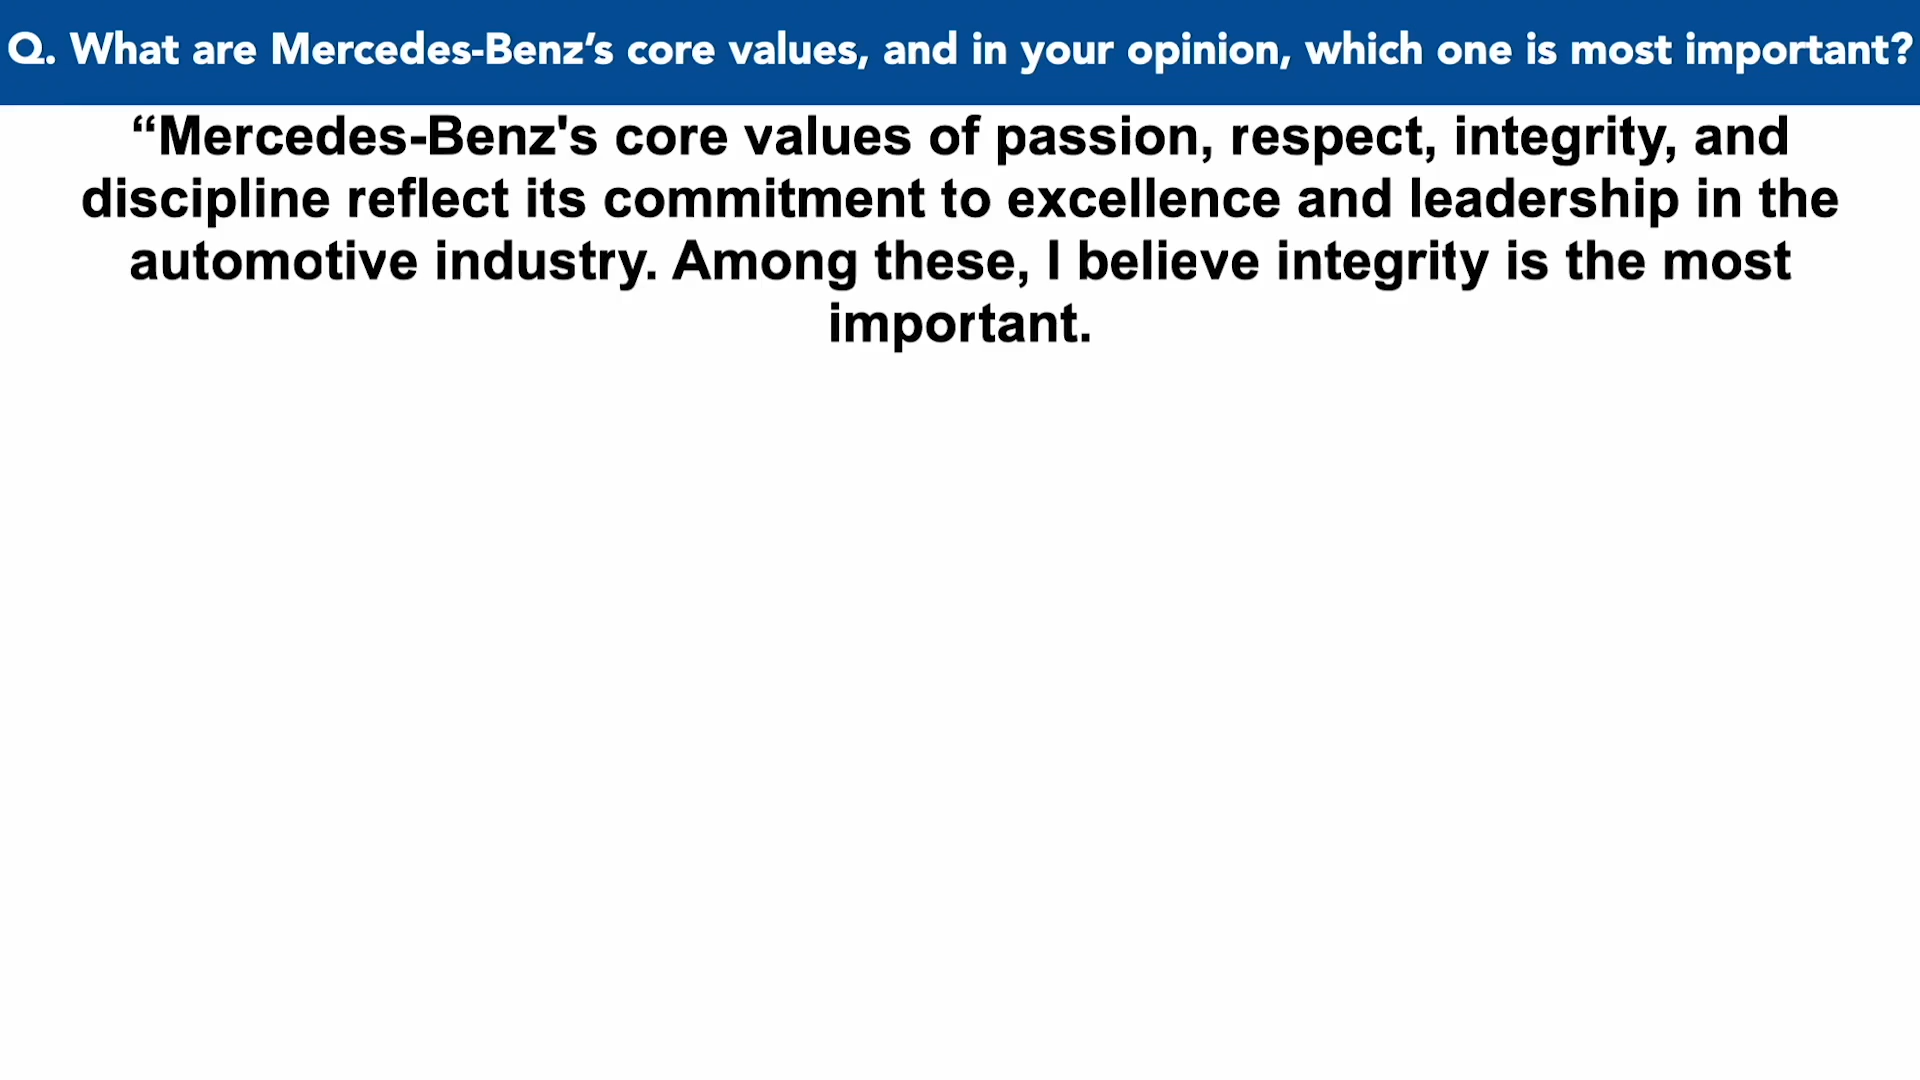 Q. What are Mercedes-Benz’s core values, and in your opinion, which one is most important?
“Mercedes-Benz's core values of passion, respect, integrity, and
discipline reflect its commitment to excellence and leadership in the
automotive industry. Among these, I believe integrity is the most
important.